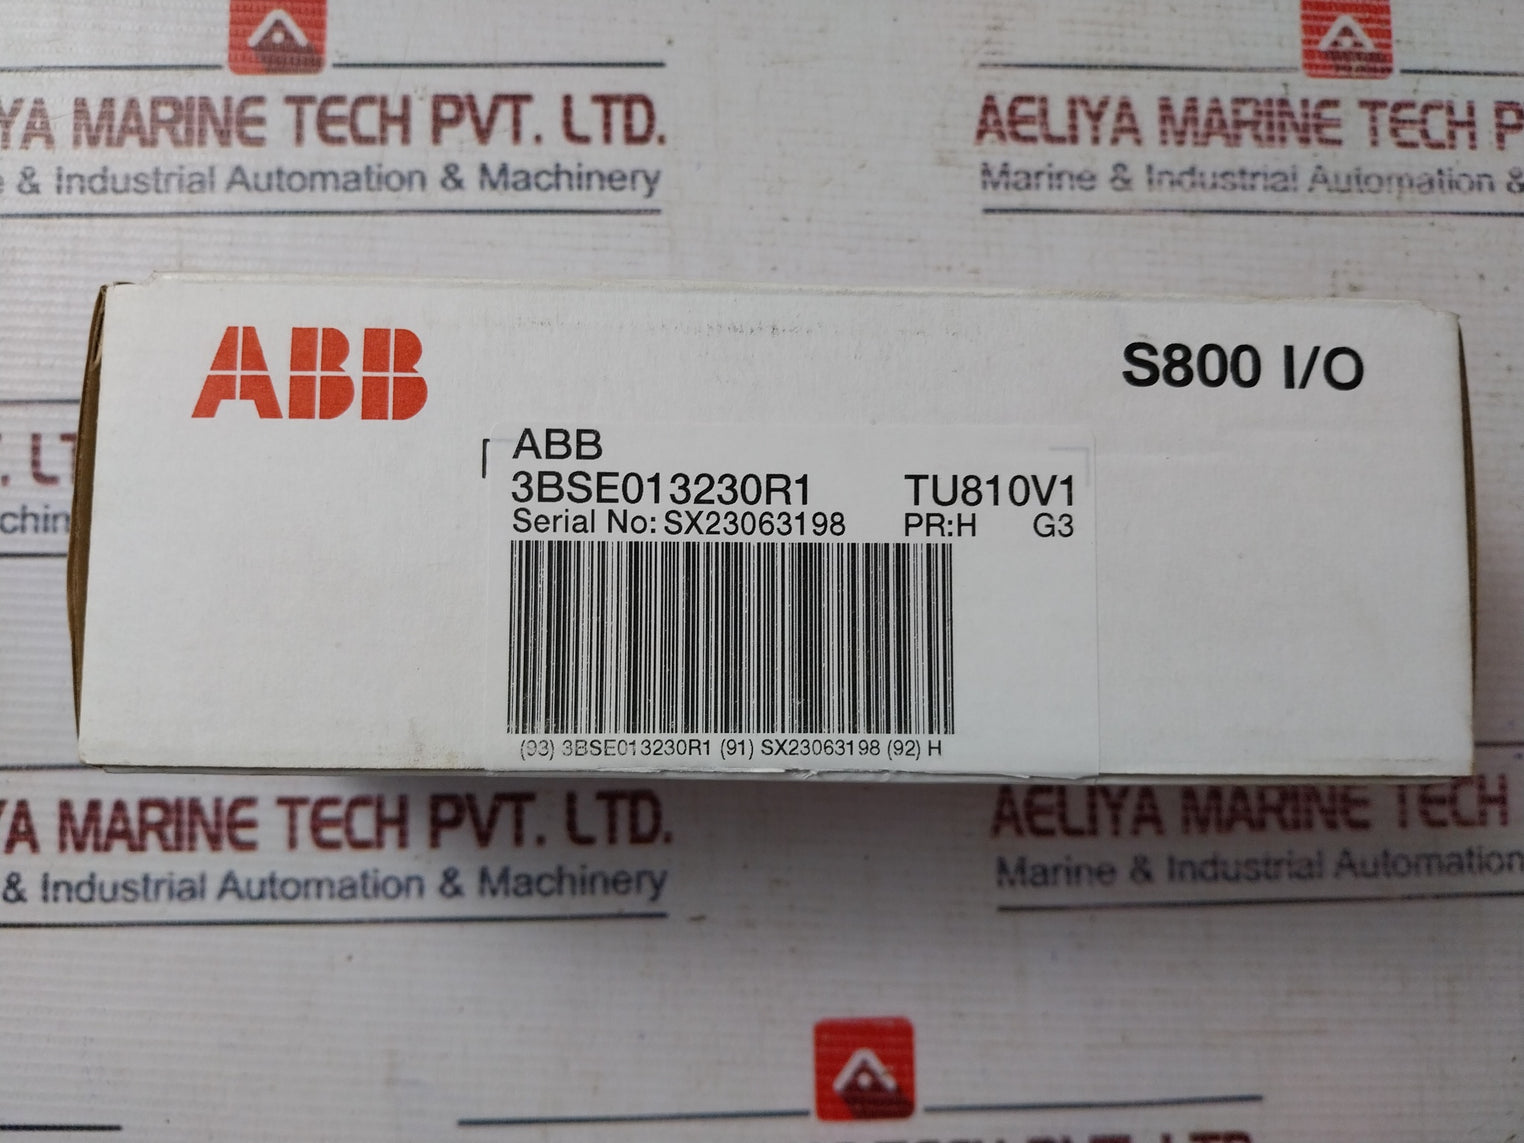 YA MARINE TECH PVT. LTD.
& Industrial Automation & Machinery
AELIYA MARINE TECH P
Marine & Industrial Automation &
ABB
S800 I/O
ABB
3BSE013230R1 TU810V1
Serial No: SX23063198 PR:H G3
(93) 3BSE013230R1 (91) SX23063198 (92) H
. LT
chin
YA MARINE TECH PVT. LTD.
& Industrial Automation & Machinery
AELIYA MARINE TECH
Marine & Industrial Automation